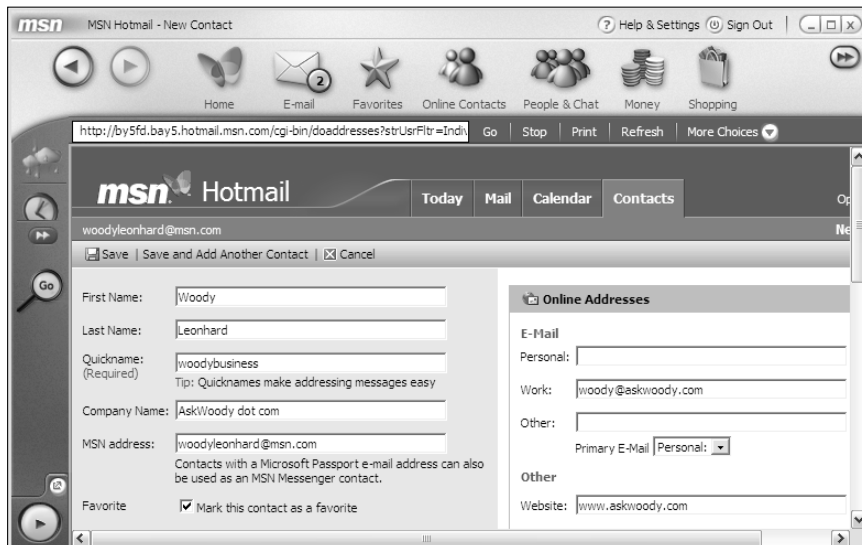 msn MSN Hotmail - New Contact ? Help & Settings Sign Out
2
Home E-mail Favorites Online Contacts People & Chat Money Shopping
http://by5fd.bay5.hotmail.msn.com/cgi-bin/doaddresses?strUsrFltr=Indiv Go Stop Print Refresh More Choices
msn Hotmail Today Mail Calendar Contacts Op
woodyleonhard@msn.com Ne
Save | Save and Add Another Contact | Cancel
Go
First Name: Woody
Last Name: Leonhard
Quickname: woodybusiness
(Required)
Tip: Quicknames make addressing messages easy
Company Name: AskWoody dot com
MSN address: woodyleonhard@msn.com
Contacts with a Microsoft Passport e-mail address can also
be used as an MSN Messenger contact.
Favorite Mark this contact as a favorite
Online Addresses
E-Mail
Personal:
Work: woody@askwoody.com
Other:
Primary E-Mail Personal:
Other
Website: www.askwoody.com